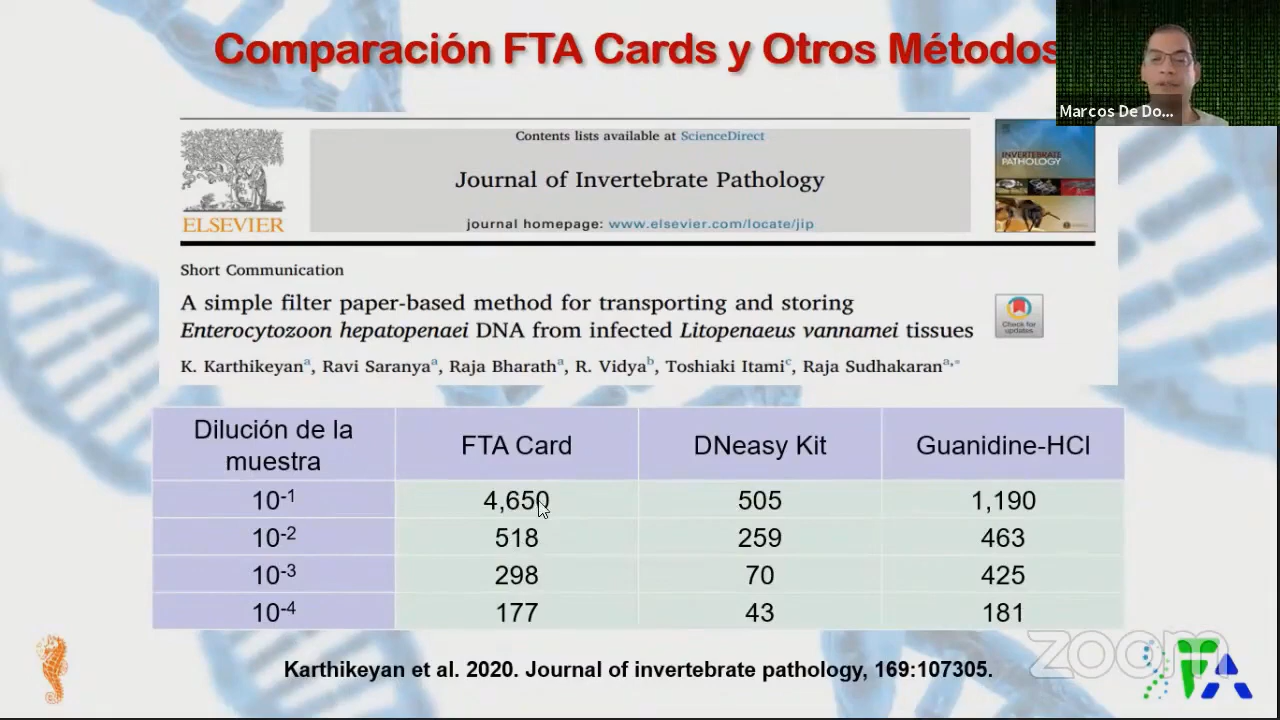 Comparación FTA Cards y Otros Métodos
Marcos De Do...
Contents lists available at ScienceDirect
Journal of Invertebrate Pathology
journal homepage: www.elsevier.com/locate/jip
ELSEVIER
INVERTEBRATE
PATHOLOGY
Short Communication
A simple filter paper-based method for transporting and storing
Enterocytozoon hepatopenaei DNA from infected Litopenaeus vannamei tissues
Check for
updates
K. Karthikeyanᵃ, Ravi Saranyaᵃ, Raja Bharathᵃ, R. Vidyaᵇ, Toshiaki Itamiᶜ, Raja Sudhakaranᵃ,*
Dilución de la
muestra
FTA Card
DNeasy Kit
Guanidine-HCl
10⁻¹ 4,650 505 1,190
10⁻² 518 259 463
10⁻³ 298 70 425
10⁻⁴ 177 43 181
Karthikeyan et al. 2020. Journal of invertebrate pathology, 169:107305.
zoom
FA